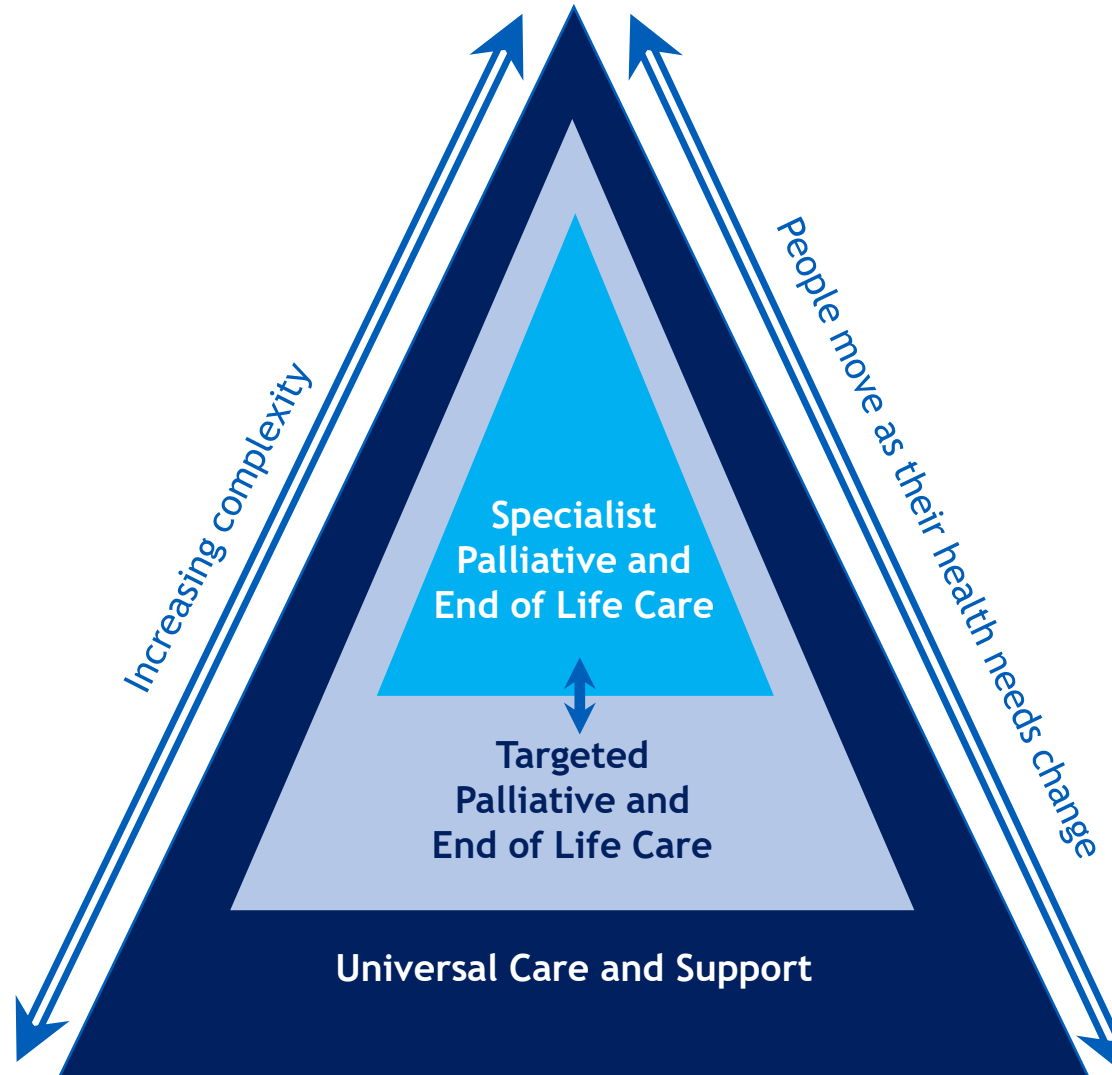 Increasing complexity
People move as their health needs change
Specialist
Palliative and
End of Life Care
Targeted
Palliative and
End of Life Care
Universal Care and Support